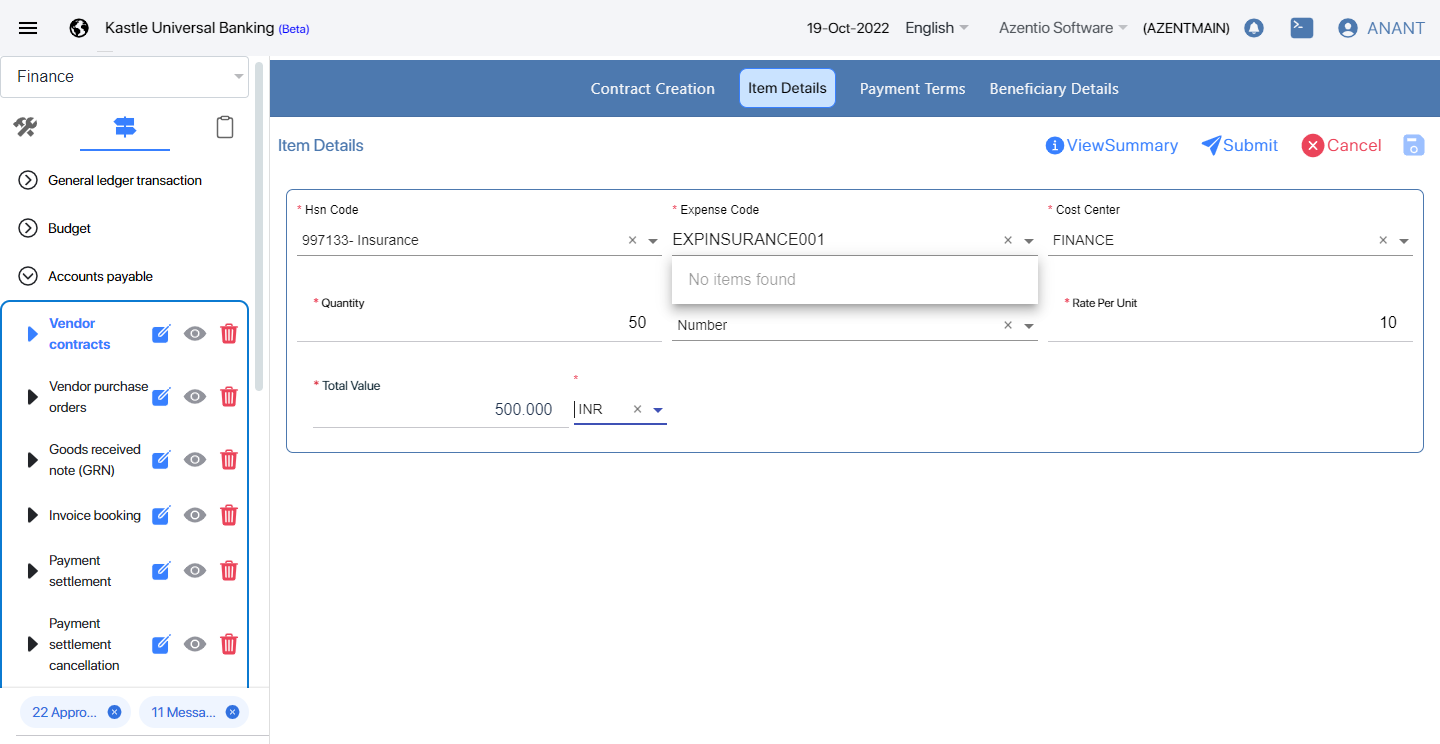 Kastle Universal Banking (Beta)
19-Oct-2022
English
Azentio Software
(AZENTMAIN)
ANANT
Finance
Contract Creation
Item Details
Payment Terms
Beneficiary Details
Item Details
ViewSummary
Submit
Cancel
General ledger transaction
Budget
Accounts payable
Vendor
contracts
Vendor purchase
orders
Goods received
note (GRN)
Invoice booking
Payment
settlement
Payment
settlement
cancellation
22 Appro...
11 Messa...
* Hsn Code
997133- Insurance
* Expense Code
EXPINSURANCE001
No items found
* Cost Center
FINANCE
* Quantity
50
Number
* Rate Per Unit
10
* Total Value
500.000
*
INR